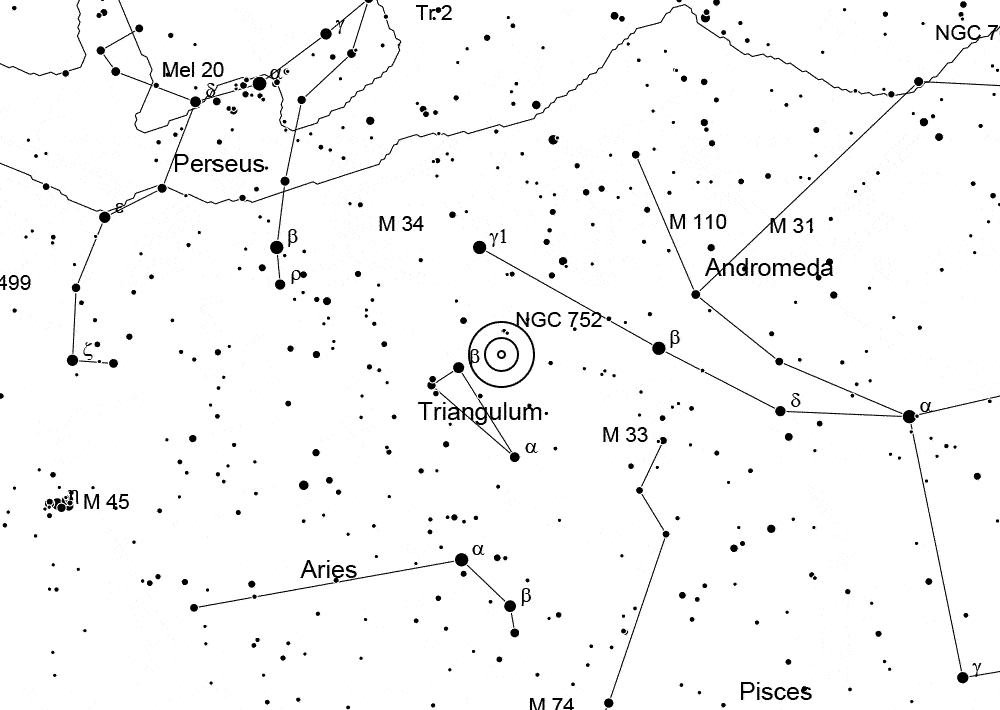 Tr 2
γ
NGC 7
Mel 20
α
δ
Perseus
ε
M 34
M 110
M 31
β
γ1
Andromeda
ρ
499
NGC 752
β
β
ζ
δ
α
Triangulum
M 33
α
η
M 45
α
Aries
β
γ
Pisces
M 74